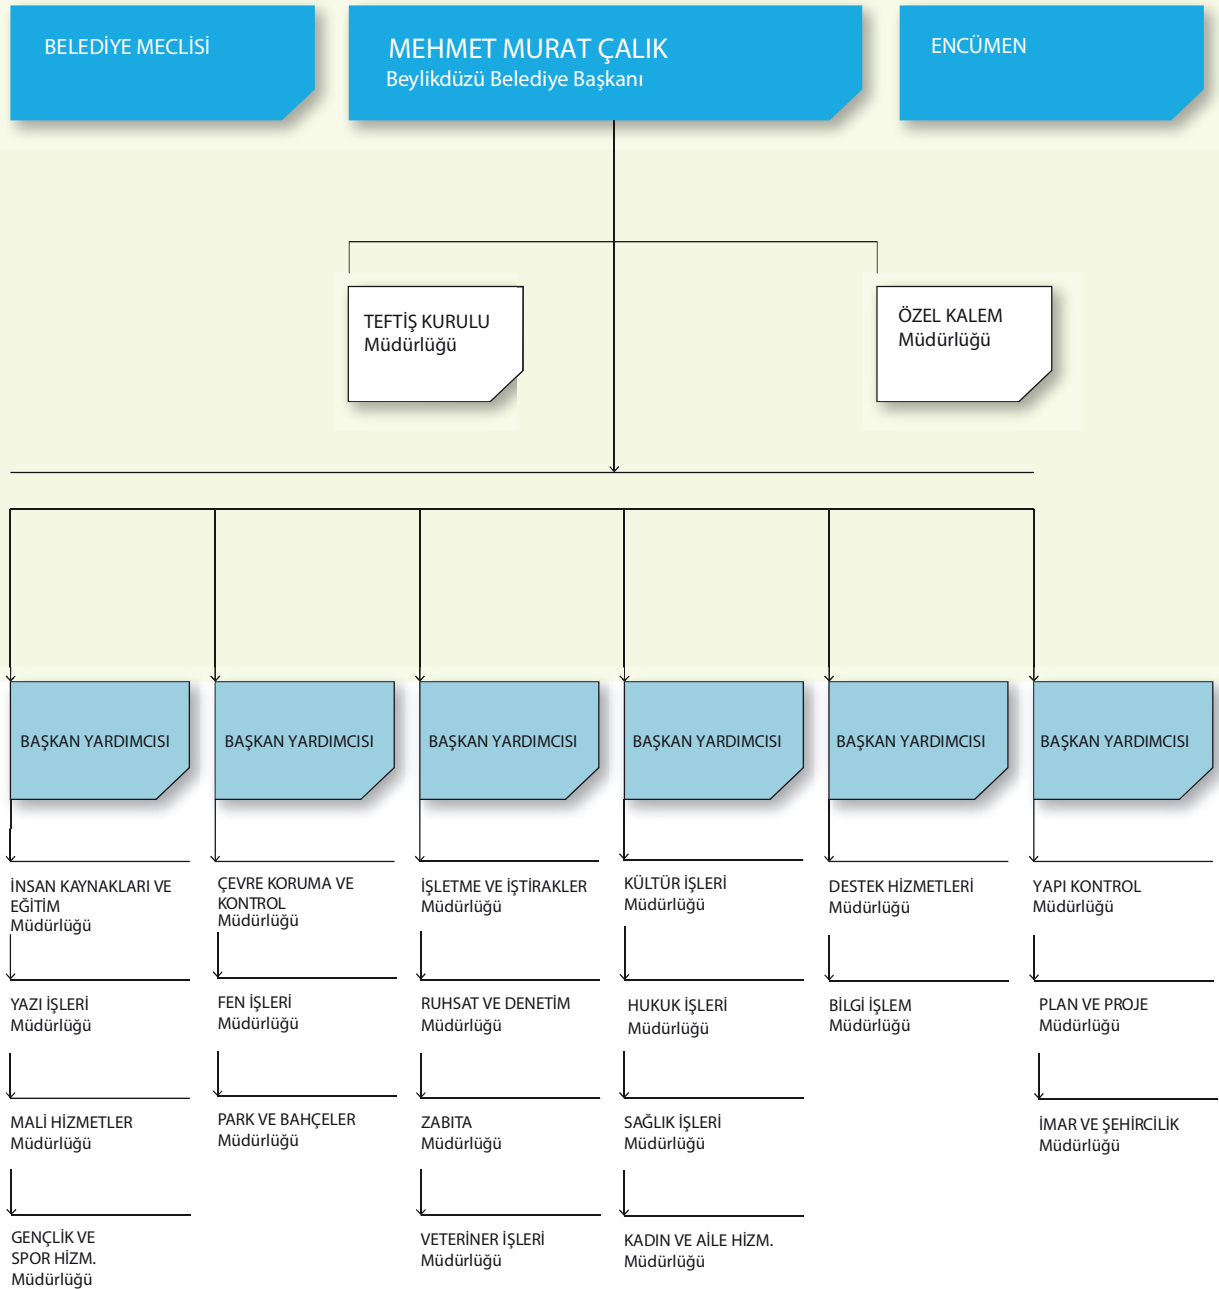 BELEDİYE MECLİSİ
MEHMET MURAT ÇALIK
Beylikdüzü Belediye Başkanı
ENCÜMEN
TEFTİŞ KURULU
Müdürlüğü
ÖZEL KALEM
Müdürlüğü
BAŞKAN YARDIMCISI
BAŞKAN YARDIMCISI
BAŞKAN YARDIMCISI
BAŞKAN YARDIMCISI
BAŞKAN YARDIMCISI
BAŞKAN YARDIMCISI
İNSAN KAYNAKLARI VE
EĞİTİM
Müdürlüğü
YAZI İŞLERİ
Müdürlüğü
MALİ HİZMETLER
Müdürlüğü
GENÇLİK VE
SPOR HİZM.
Müdürlüğü
ÇEVRE KORUMA VE
KONTROL
Müdürlüğü
FEN İŞLERİ
Müdürlüğü
PARK VE BAHÇELER
Müdürlüğü
İŞLETME VE İŞTİRAKLER
Müdürlüğü
RUHSAT VE DENETİM
Müdürlüğü
ZABITA
Müdürlüğü
VETERİNER İŞLERİ
Müdürlüğü
KÜLTÜR İŞLERİ
Müdürlüğü
HUKUK İŞLERİ
Müdürlüğü
SAĞLIK İŞLERİ
Müdürlüğü
KADIN VE AİLE HİZM.
Müdürlüğü
DESTEK HİZMETLERİ
Müdürlüğü
BİLGİ İŞLEM
Müdürlüğü
YAPI KONTROL
Müdürlüğü
PLAN VE PROJE
Müdürlüğü
İMAR VE ŞEHİRCİLİK
Müdürlüğü